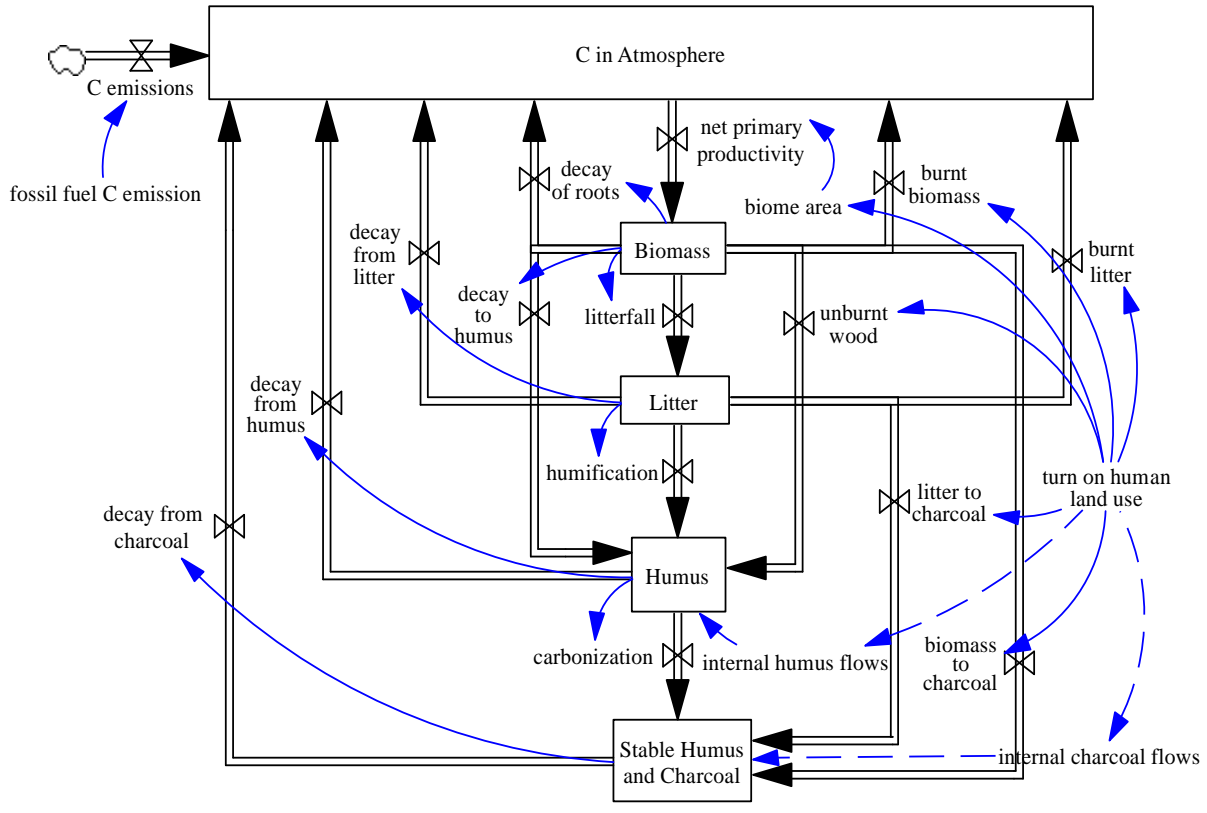 C in Atmosphere
C emissions
fossil fuel C emission
net primary
productivity
decay
of roots
burnt
biomass
biome area
decay
from
litter
Biomass
burnt
litter
decay
to
humus
litterfall
unburnt
wood
decay
from
humus
Litter
humification
turn on human
land use
litter to
charcoal
decay from
charcoal
Humus
carbonization
internal humus flows
biomass
to
charcoal
Stable Humus
and Charcoal
internal charcoal flows